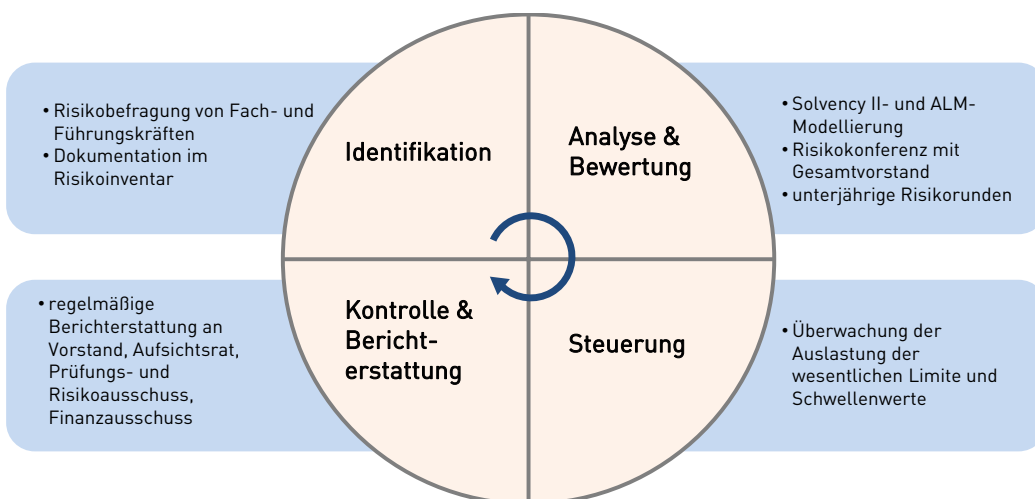 • Risikobefragung von Fach- und
Führungskräften
• Dokumentation im
Risikoinventar
Identifikation
Analyse &
Bewertung
• Solvency II- und ALM-
Modellierung
• Risikokonferenz mit
Gesamtvorstand
• unterjährige Risikorunden
• regelmäßige
Berichterstattung an
Vorstand, Aufsichtsrat,
Prüfungs- und
Risikoausschuss,
Finanzausschuss
Kontrolle &
Bericht-
erstattung
Steuerung
• Überwachung der
Auslastung der
wesentlichen Limite und
Schwellenwerte